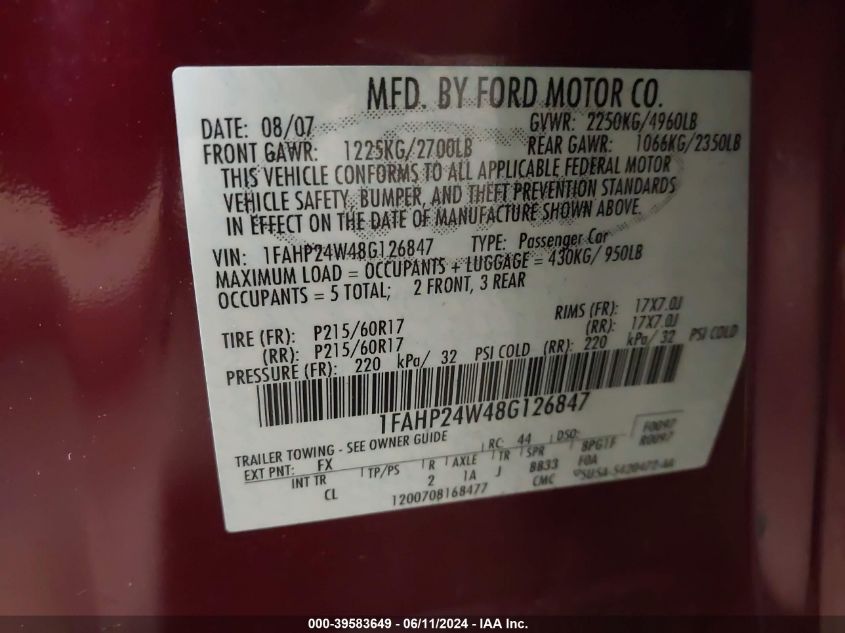 MFD. BY FORD MOTOR CO.
DATE: 08/07 GVWR: 2250KG/4960LB
FRONT GAWR: 1225KG/2700LB REAR GAWR: 1066KG/2350LB
THIS VEHICLE CONFORMS TO ALL APPLICABLE FEDERAL MOTOR
VEHICLE SAFETY, BUMPER, AND THEFT PREVENTION STANDARDS
IN EFFECT ON THE DATE OF MANUFACTURE SHOWN ABOVE.
VIN: 1FAHP24W48G126847 TYPE: Passenger Car
MAXIMUM LOAD = OCCUPANTS + LUGGAGE = 430KG/ 950LB
OCCUPANTS = 5 TOTAL; 2 FRONT, 3 REAR
TIRE (FR): P215/60R17 RIMS (FR): 17X7.0J
(RR): P215/60R17 (RR): 17X7.0J
PRESSURE (FR): 220 kPa/ 32 PSI COLD (RR): 220 kPa/ 32 PSI COLD
1FAHP24W48G126847
TRAILER TOWING - SEE OWNER GUIDE RC: 44 DSO: F0097
EXT PNT: FX R0097
INT TR TP/PS R AXLE TR SPR 8PGTF
CL 2 1A J 8833 F0A
1200708168477 CMC
000-39583649 - 06/11/2024 - IAA Inc.